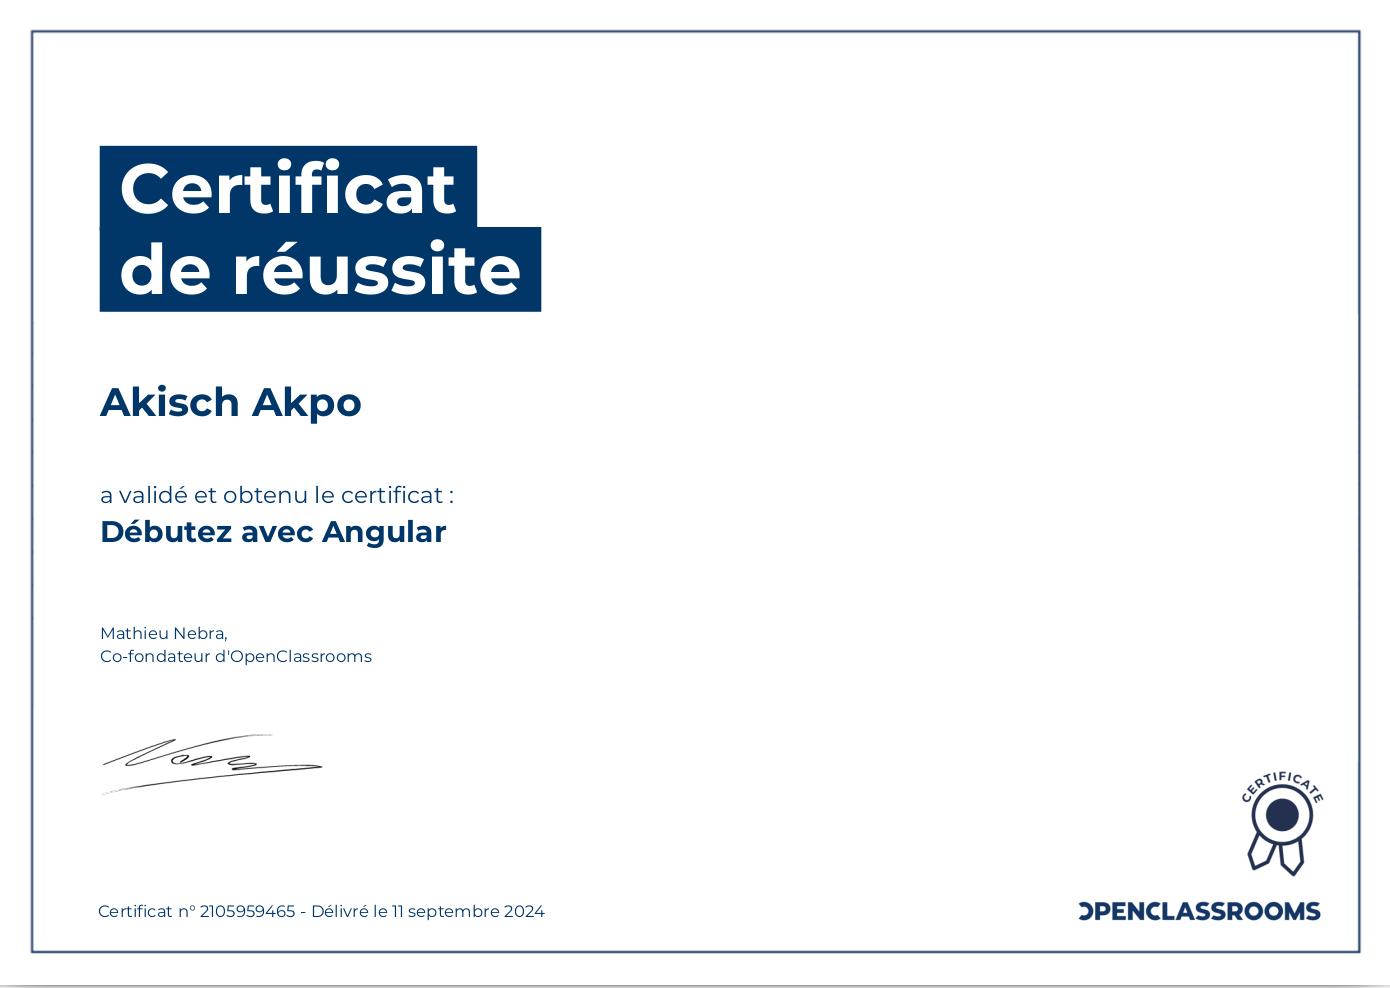 Certificat
de réussite
Akisch Akpo
a validé et obtenu le certificat :
Débutez avec Angular
Mathieu Nebra,
Co-fondateur d'OpenClassrooms
CERTIFICATE
Certificat n° 2105959465 - Délivré le 11 septembre 2024
OPENCLASSROOMS